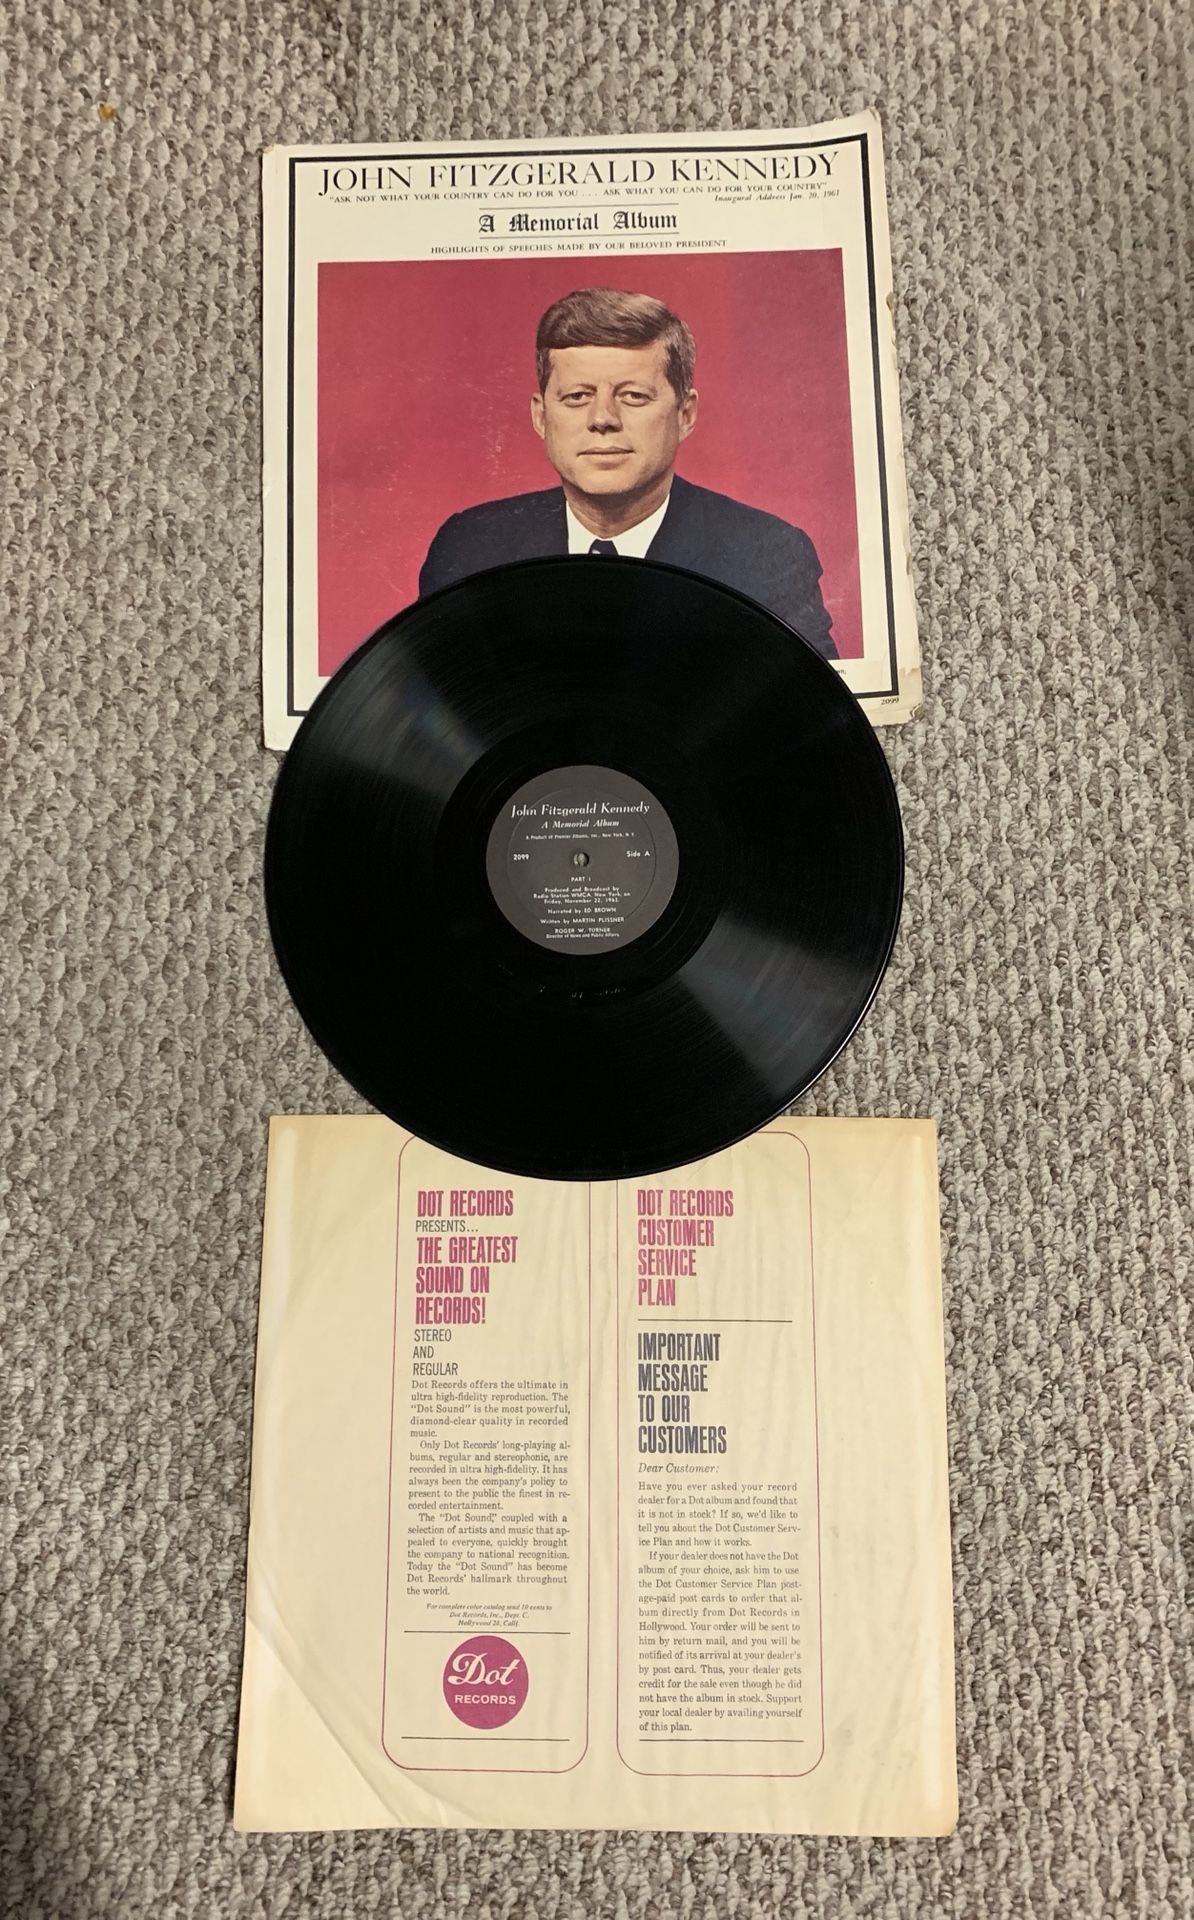 JOHN FITZGERALD KENNEDY
"ASK NOT WHAT YOUR COUNTRY CAN DO FOR YOU . . . ASK WHAT YOU CAN DO FOR YOUR COUNTRY"
Inaugural Address Jan. 20, 1961
A Memorial Album
HIGHLIGHTS OF SPEECHES MADE BY OUR BELOVED PRESIDENT
2099
John Fitzgerald Kennedy
A Memorial Album
A Product of Premier Albums, Inc., New York, N. Y.
2099 Side A
PART 1
Produced and Broadcast by
Radio Station WMCA, New York, on
Friday, November 22, 1963.
Narrated by ED BROWN
Written by MARTIN PLISSNER
ROGER W. TURNER
Director of News and Public Affairs
DOT RECORDS
PRESENTS...
THE GREATEST
SOUND ON
RECORDS!
STEREO
AND
REGULAR
Dot Records offers the ultimate in
ultra high-fidelity reproduction. The
"Dot Sound" is the most powerful,
diamond-clear quality in recorded
music.
Only Dot Records' long-playing al-
bums, regular and stereophonic, are
recorded in ultra high-fidelity. It has
always been the company's policy to
present to the public the finest in re-
corded entertainment.
The "Dot Sound," coupled with a
selection of artists and music that ap-
pealed to everyone, quickly brought
the company to national recognition.
Today the "Dot Sound" has become
Dot Records' hallmark throughout
the world.
For complete color catalog send 10 cents to
Dot Records, Inc., Dept. C,
Hollywood 28, Calif.
Dot
RECORDS
DOT RECORDS
CUSTOMER
SERVICE
PLAN
IMPORTANT
MESSAGE
TO OUR
CUSTOMERS
Dear Customer:
Have you ever asked your record
dealer for a Dot album and found that
it is not in stock? If so, we'd like to
tell you about the Dot Customer Serv-
ice Plan and how it works.
If your dealer does not have the Dot
album of your choice, ask him to use
the Dot Customer Service Plan post-
age-paid post cards to order that al-
bum directly from Dot Records in
Hollywood. Your order will be sent to
him by return mail, and you will be
notified of its arrival at your dealer's
by post card. Thus, your dealer gets
credit for the sale even though he did
not have the album in stock. Support
your local dealer by availing yourself
of this plan.